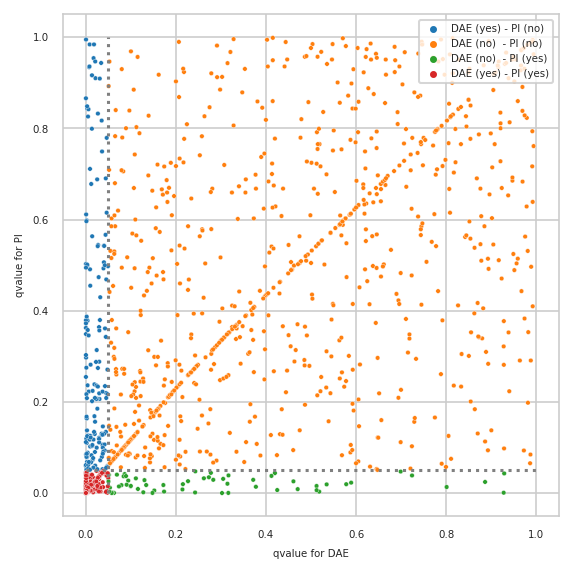 DAE (yes) - PI (no)
DAE (no) - PI (no)
DAE (no) - PI (yes)
DAE (yes) - PI (yes)
1.0
0.8
0.6
0.4
0.2
0.0
qvalue for PI
0.0 0.2 0.4 0.6 0.8 1.0
qvalue for DAE